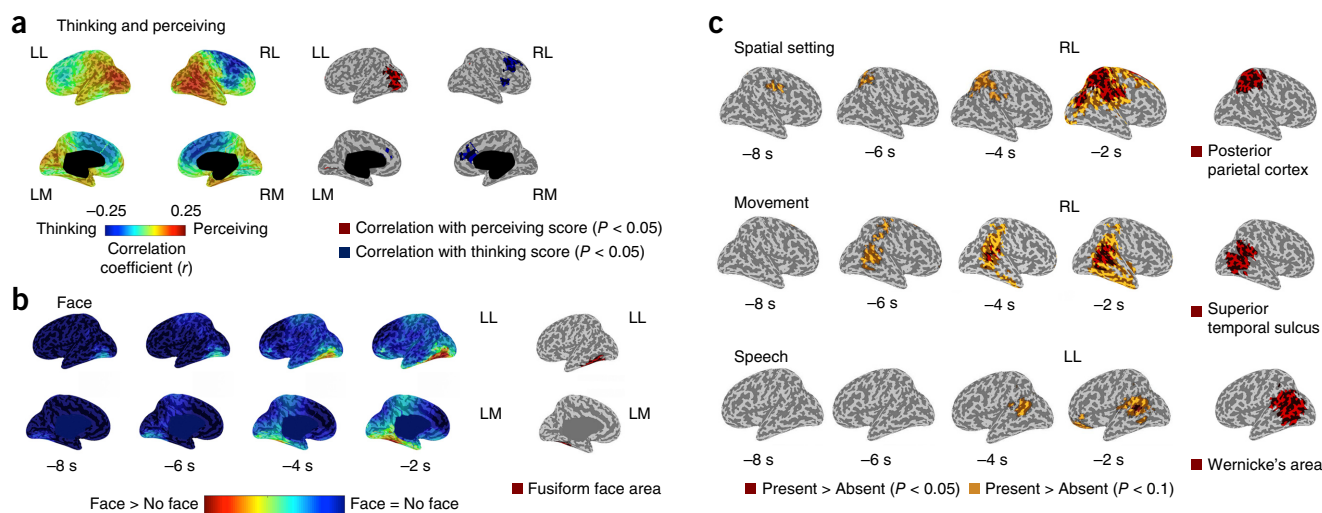 a
Thinking and perceiving
LL
RL
LL
RL
LM
RM
LM
RM
−0.25 0.25
Thinking Perceiving
Correlation
coefficient (r)
Correlation with perceiving score (P < 0.05)
Correlation with thinking score (P < 0.05)
b
Face
LL
LL
LM
LM
−8 s −6 s −4 s −2 s
Face > No face Face = No face
Fusiform face area
c
Spatial setting RL
−8 s −6 s −4 s −2 s
Posterior
parietal cortex
Movement RL
−8 s −6 s −4 s −2 s
Superior
temporal sulcus
Speech LL
−8 s −6 s −4 s −2 s
Wernicke's area
Present > Absent (P < 0.05) Present > Absent (P < 0.1)